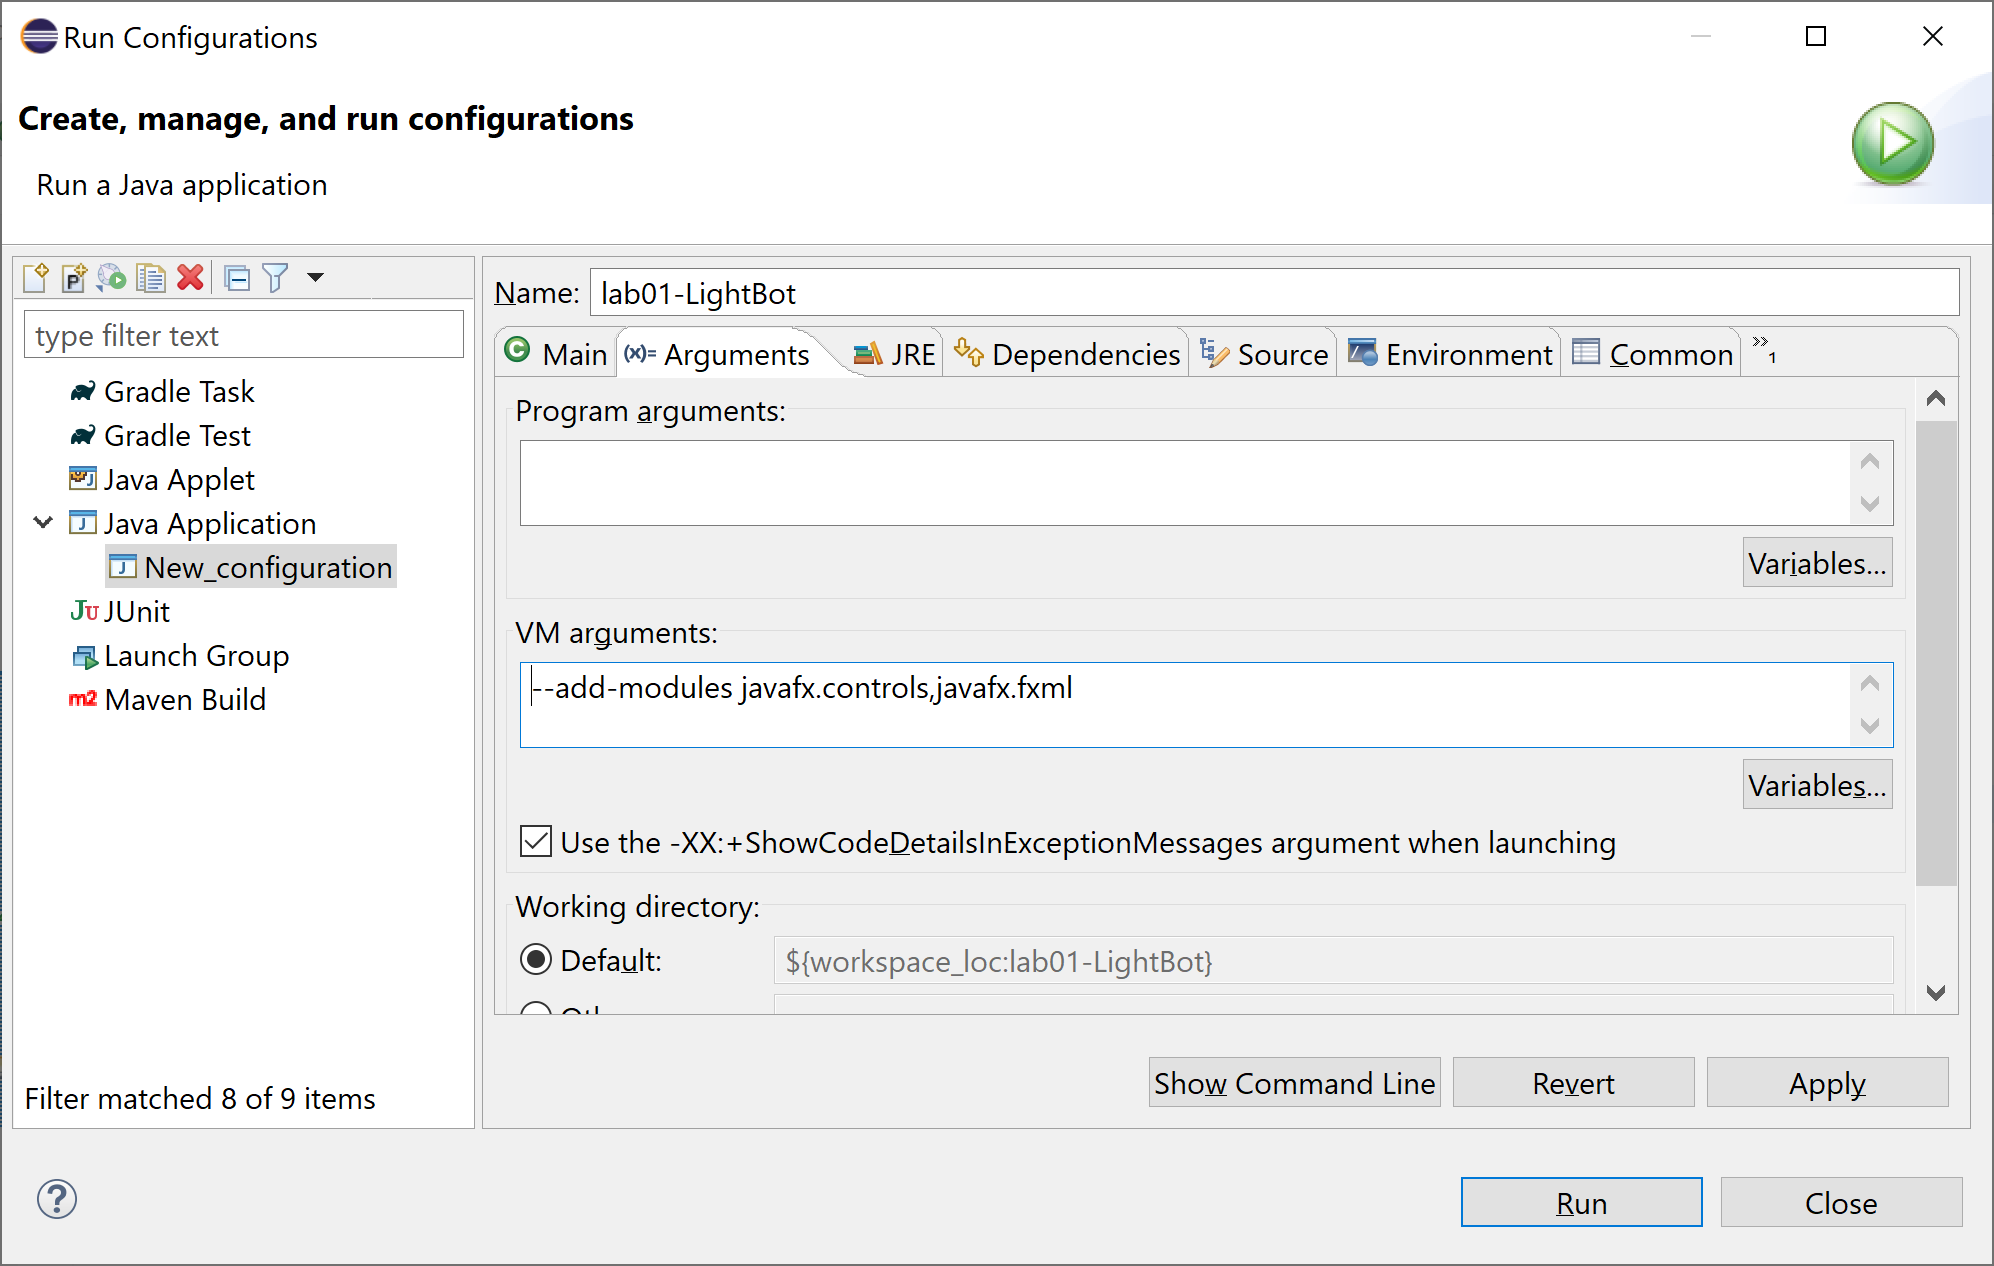 Run Configurations
Create, manage, and run configurations
Run a Java application
type filter text
Gradle Task
Gradle Test
Java Applet
Java Application
New_configuration
JUnit
Launch Group
Maven Build
Filter matched 8 of 9 items
Name: lab01-LightBot
Main (x)= Arguments JRE Dependencies Source Environment Common »1
Program arguments:
Variables...
VM arguments:
--add-modules javafx.controls,javafx.fxml
Variables...
Use the -XX:+ShowCodeDetailsInExceptionMessages argument when launching
Working directory:
Default: ${workspace_loc:lab01-LightBot}
Show Command Line Revert Apply
Run Close